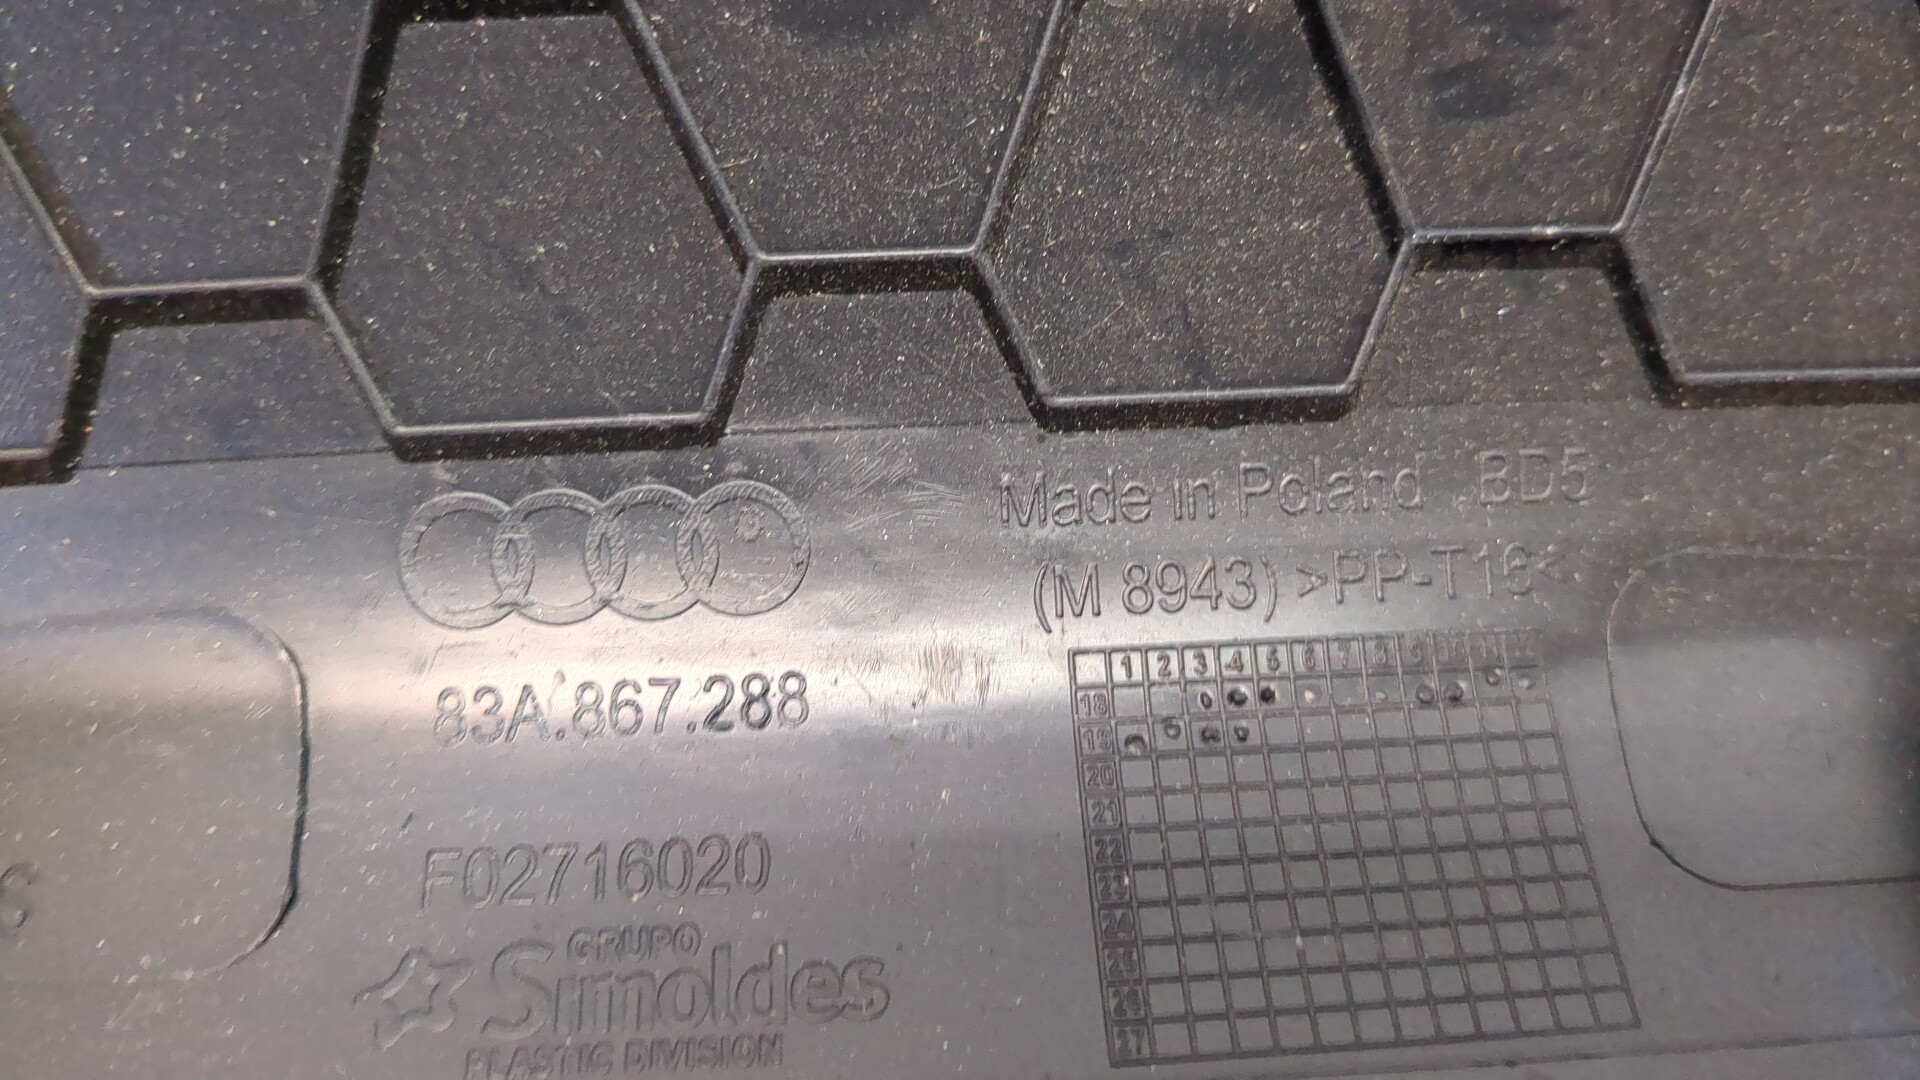 Made in Poland BD5
(M 8943) >PP-T16<
83A.867.288
1 2 3 4 5 6 7 8 9 10 11 12
18
19
20
21
22
23
24
25
26
27
F02716020
GRUPO
Simoldes
PLASTIC DIVISION